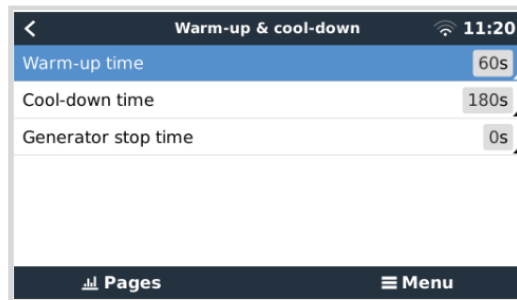 Warm-up & cool-down 11:20
Warm-up time 60s
Cool-down time 180s
Generator stop time 0s
Pages Menu